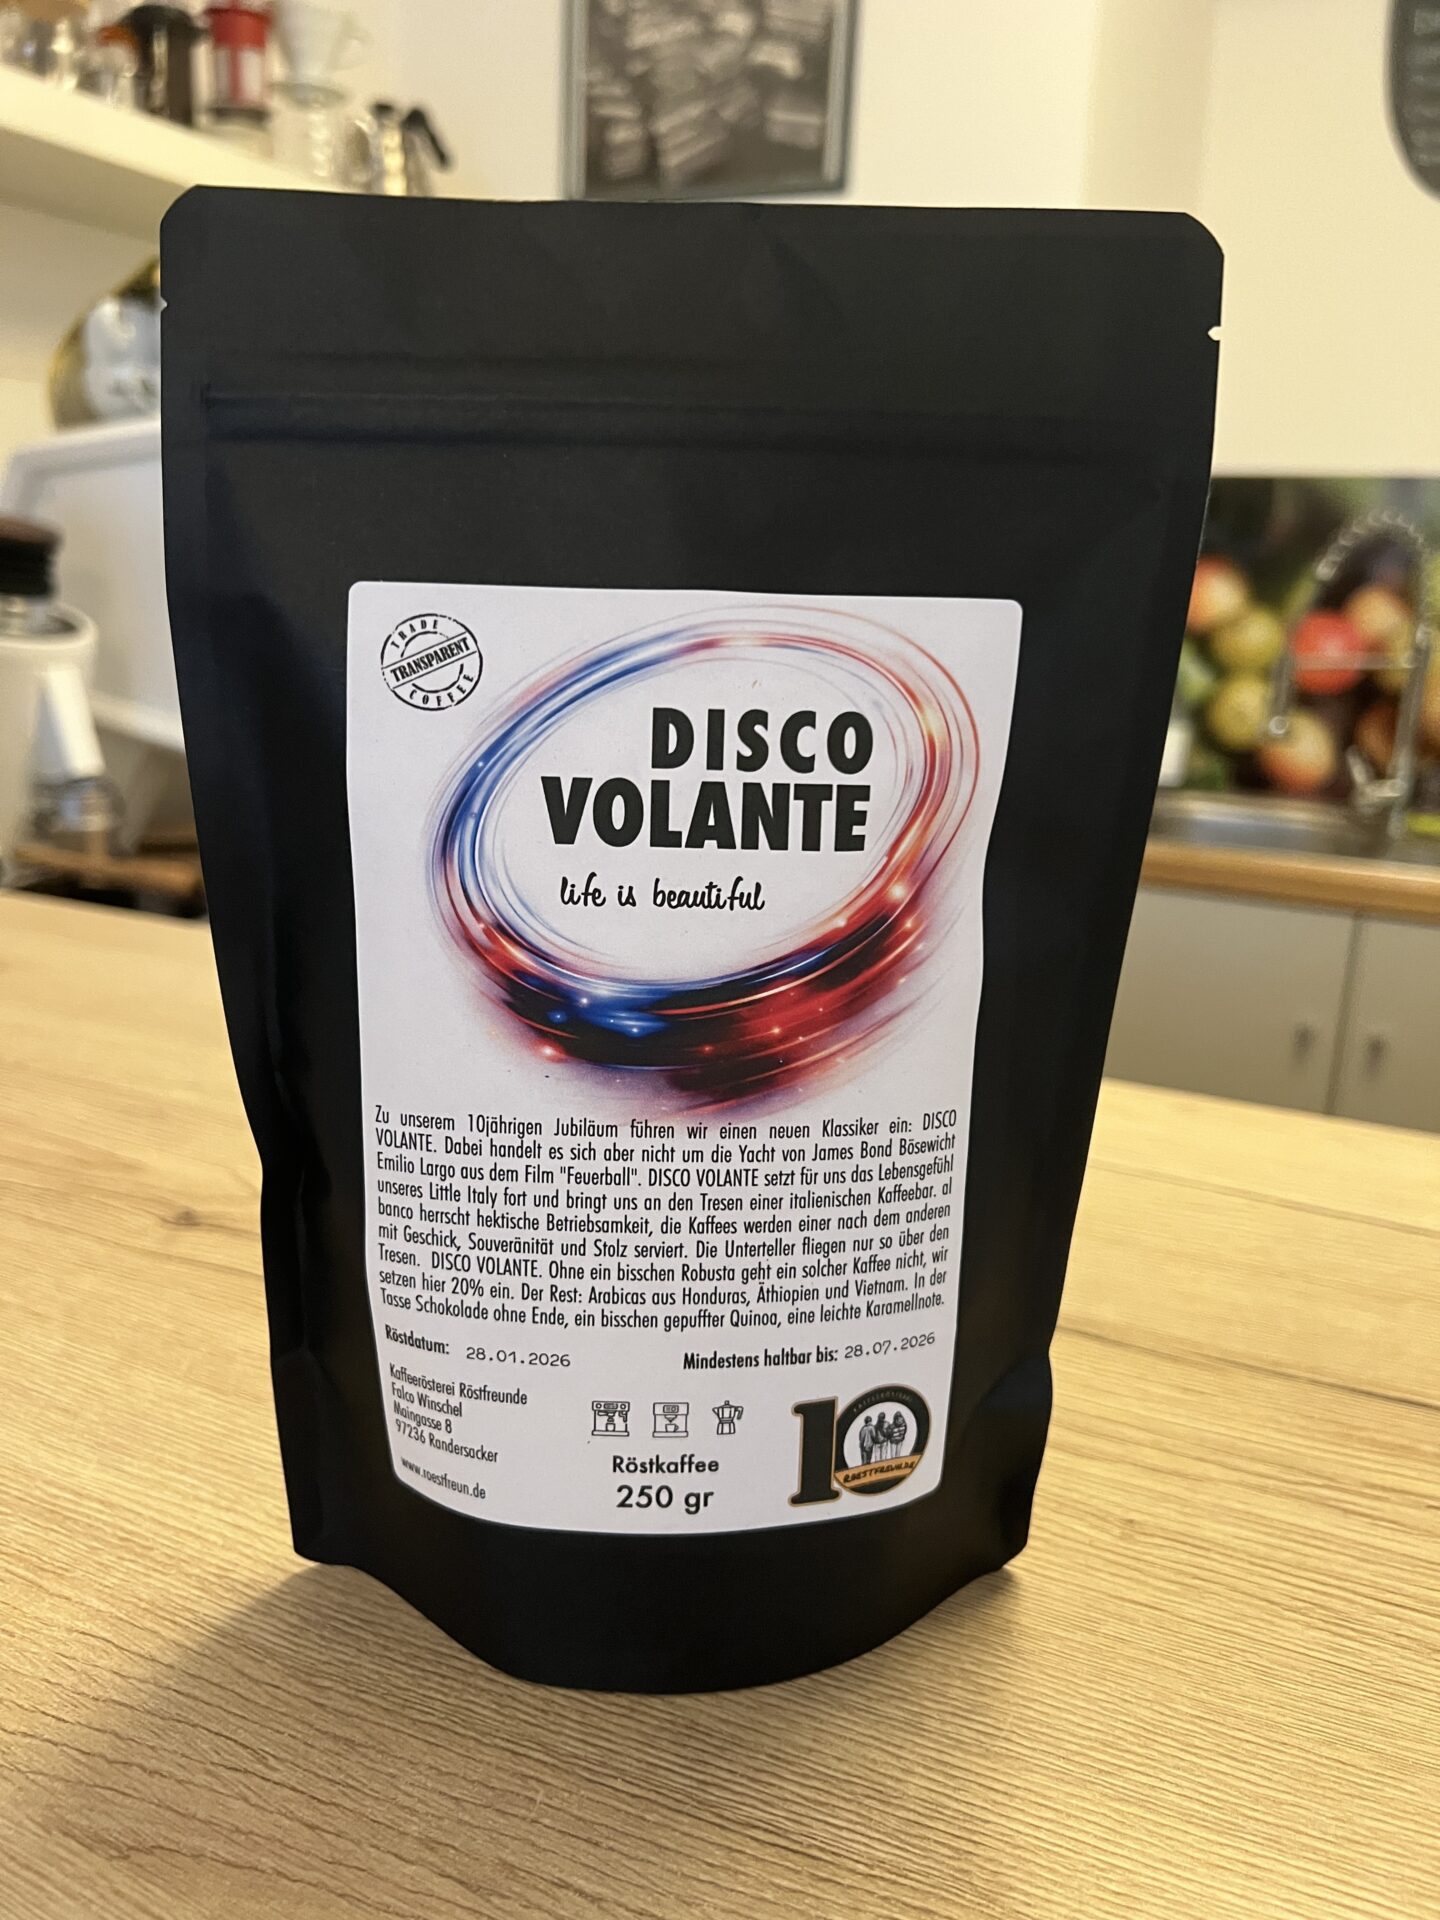 TRADE
TRANSPARENT
COFFEE
DISCO
VOLANTE
life is beautiful
Zu unserem 10jährigen Jubiläum führen wir einen neuen Klassiker ein: DISCO
VOLANTE. Dabei handelt es sich aber nicht um die Yacht von James Bond Bösewicht
Emilio Largo aus dem Film "Feuerball". DISCO VOLANTE setzt für uns das Lebensgefühl
unseres Little Italy fort und bringt uns an den Tresen einer italienischen Kaffeebar. al
banco herrscht hektische Betriebsamkeit, die Kaffees werden einer nach dem anderen
mit Geschick, Souveränität und Stolz serviert. Die Unterteller fliegen nur so über den
Tresen. DISCO VOLANTE. Ohne ein bisschen Robusta geht ein solcher Kaffee nicht, wir
setzen hier 20% ein. Der Rest: Arabicas aus Honduras, Äthiopien und Vietnam. In der
Tasse Schokolade ohne Ende, ein bisschen gepuffter Quinoa, eine leichte Karamellnote.
Röstdatum: 28.01.2026
Mindestens haltbar bis: 28.07.2026
Kaffeerösterei Röstfreunde
Falco Winschel
Maingasse 8
97236 Randersacker
www.roestfreun.de
Röstkaffee
250 gr
10
ROESTFREUN.DE